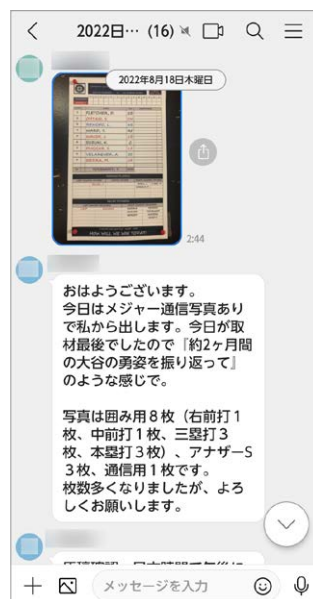 2022日… (16)
2022年8月18日木曜日
FLETCHER, D
2:44
おはようございます。
今日はメジャー通信写真あり
で私から出します。今日が取
材最後でしたので『約2ヶ月間
の大谷の勇姿を振り返って』
のような感じで。
写真は囲み用８枚（右前打１
枚、中前打１枚、三塁打３
枚、本塁打３枚）、アナザーS
３枚、通信用１枚です。
枚数多くなりましたが、よろ
しくお願いします。
メッセージを入力